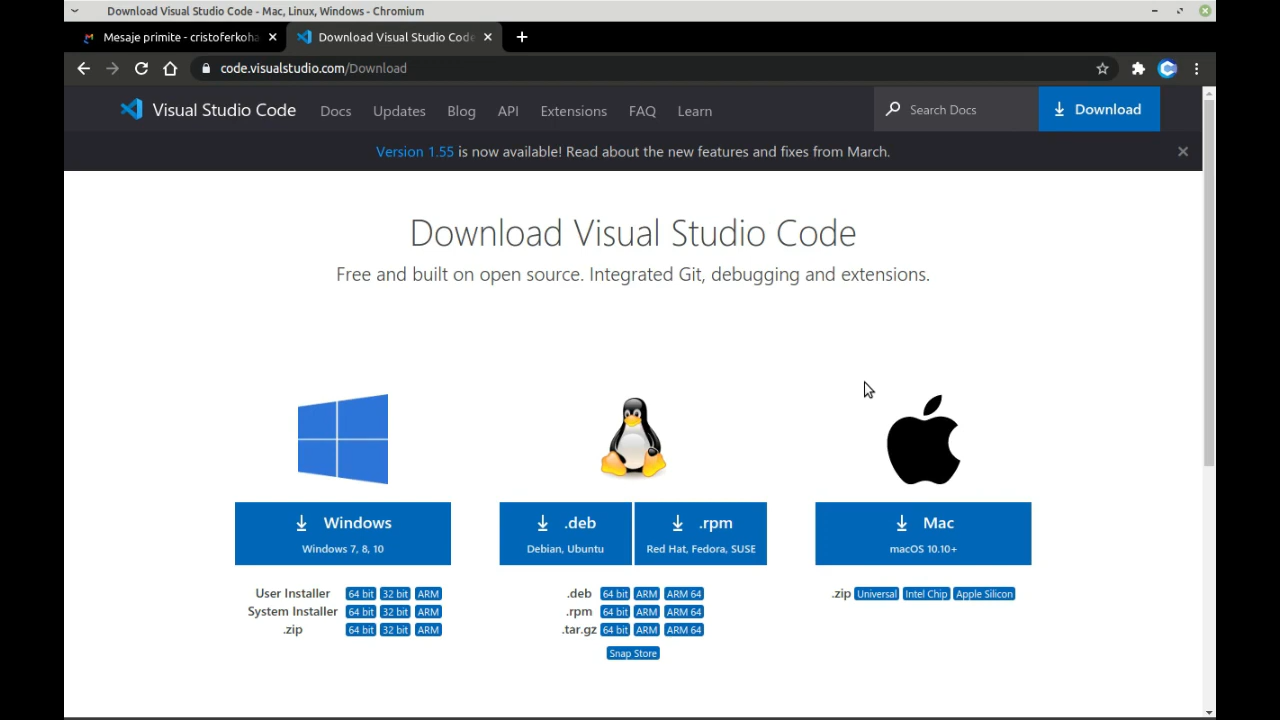 Download Visual Studio Code - Mac, Linux, Windows - Chromium
Mesaje primite - cristoferkoha
Download Visual Studio Code
code.visualstudio.com/Download
Visual Studio Code Docs Updates Blog API Extensions FAQ Learn Search Docs Download
Version 1.55 is now available! Read about the new features and fixes from March.
Download Visual Studio Code
Free and built on open source. Integrated Git, debugging and extensions.
Windows
Windows 7, 8, 10
User Installer 64 bit 32 bit ARM
System Installer 64 bit 32 bit ARM
.zip 64 bit 32 bit ARM
.deb
Debian, Ubuntu
.rpm
Red Hat, Fedora, SUSE
.deb 64 bit ARM ARM 64
.rpm 64 bit ARM ARM 64
.tar.gz 64 bit ARM ARM 64
Snap Store
Mac
macOS 10.10+
.zip Universal Intel Chip Apple Silicon